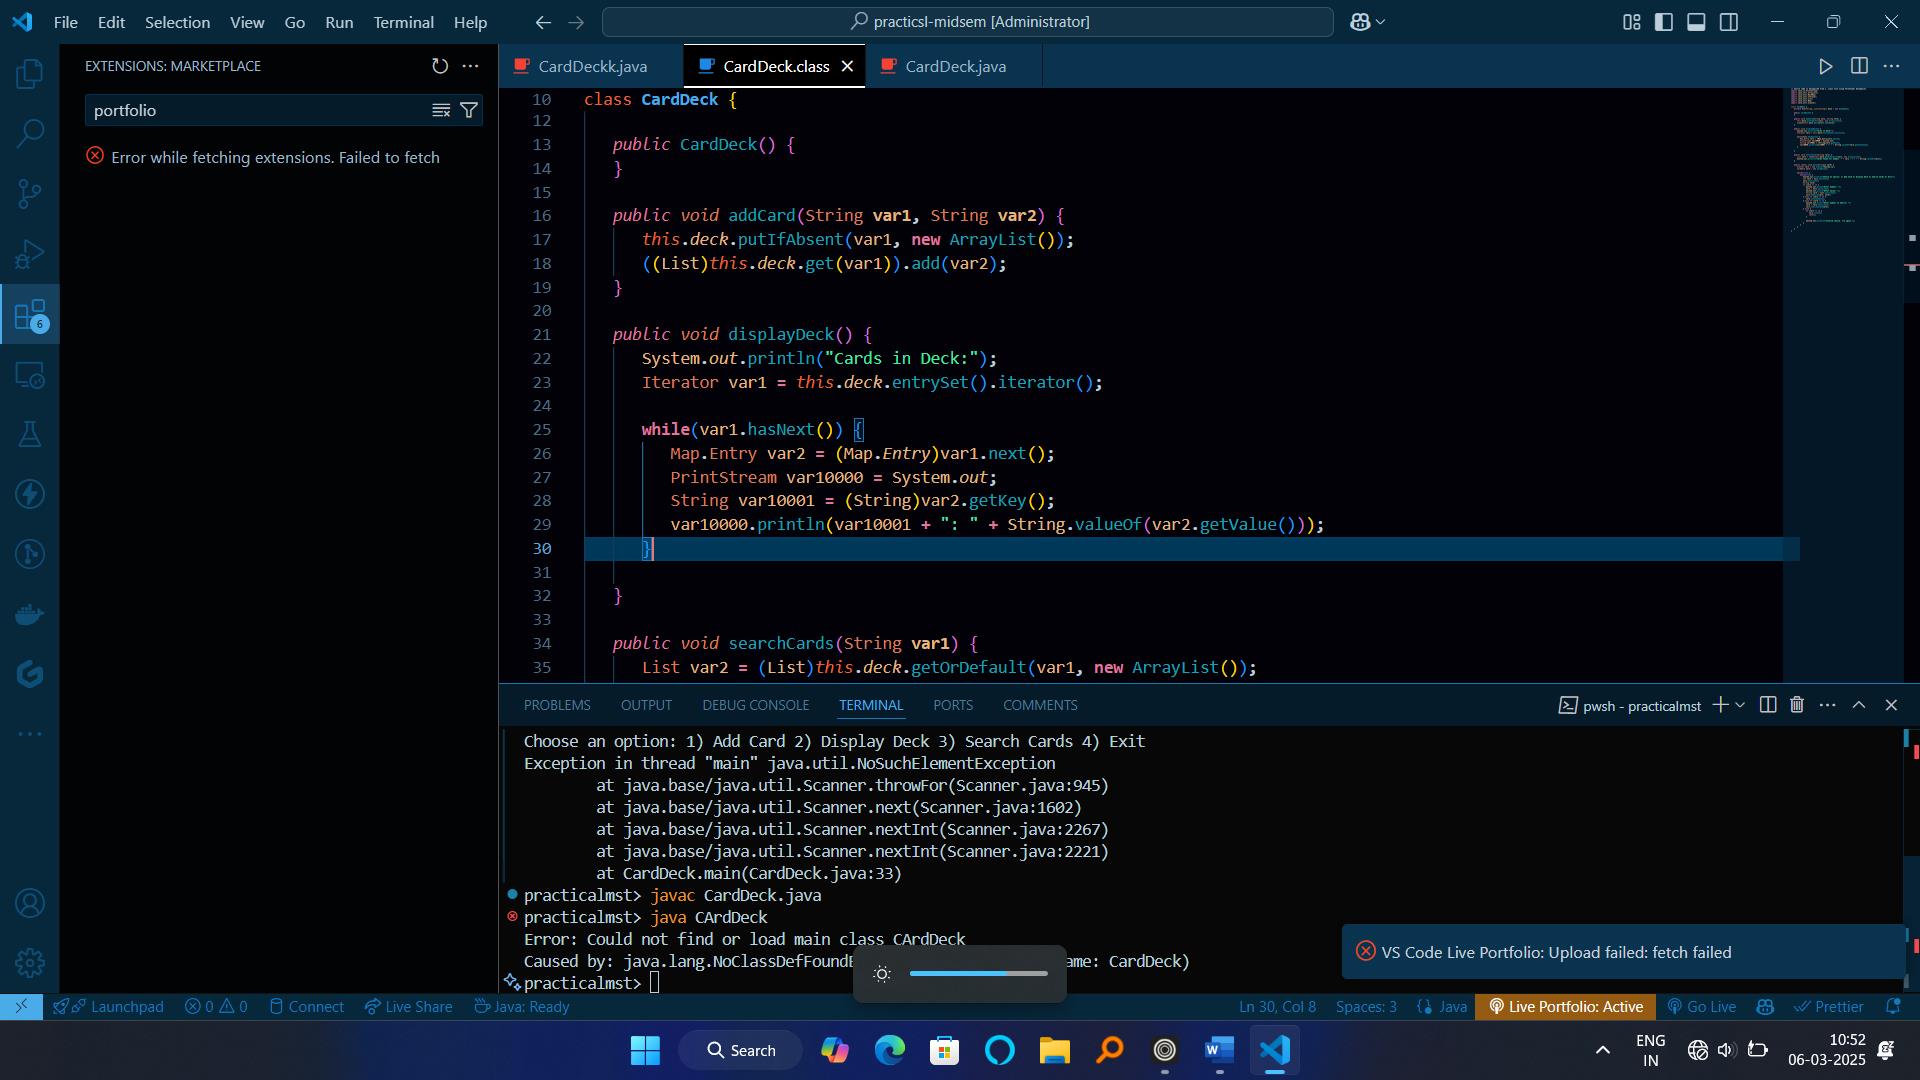 File Edit Selection View Go Run Terminal Help
practicsl-midsem [Administrator]
EXTENSIONS: MARKETPLACE
portfolio
Error while fetching extensions. Failed to fetch
6
CardDeckk.java CardDeck.class CardDeck.java
10 class CardDeck {
12
13 public CardDeck() {
14 }
15
16 public void addCard(String var1, String var2) {
17 this.deck.putIfAbsent(var1, new ArrayList());
18 ((List)this.deck.get(var1)).add(var2);
19 }
20
21 public void displayDeck() {
22 System.out.println("Cards in Deck:");
23 Iterator var1 = this.deck.entrySet().iterator();
24
25 while(var1.hasNext()) {
26 Map.Entry var2 = (Map.Entry)var1.next();
27 PrintStream var10000 = System.out;
28 String var10001 = (String)var2.getKey();
29 var10000.println(var10001 + ": " + String.valueOf(var2.getValue()));
30 }
31
32 }
33
34 public void searchCards(String var1) {
35 List var2 = (List)this.deck.getOrDefault(var1, new ArrayList());
PROBLEMS OUTPUT DEBUG CONSOLE TERMINAL PORTS COMMENTS
pwsh - practicalmst
Choose an option: 1) Add Card 2) Display Deck 3) Search Cards 4) Exit
Exception in thread "main" java.util.NoSuchElementException
at java.base/java.util.Scanner.throwFor(Scanner.java:945)
at java.base/java.util.Scanner.next(Scanner.java:1602)
at java.base/java.util.Scanner.nextInt(Scanner.java:2267)
at java.base/java.util.Scanner.nextInt(Scanner.java:2221)
at CardDeck.main(CardDeck.java:33)
practicalmst> javac CardDeck.java
practicalmst> java CArdDeck
Error: Could not find or load main class CArdDeck
Caused by: java.lang.NoClassDefFound ame: CardDeck)
practicalmst>
VS Code Live Portfolio: Upload failed: fetch failed
Launchpad 0 0 Connect Live Share Java: Ready
Ln 30, Col 8 Spaces: 3 Java Live Portfolio: Active Go Live Prettier
Search
ENG
IN
10:52
06-03-2025